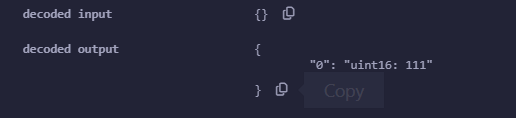 decoded input {}
decoded output {
"0": "uint16: 111"
} Copy